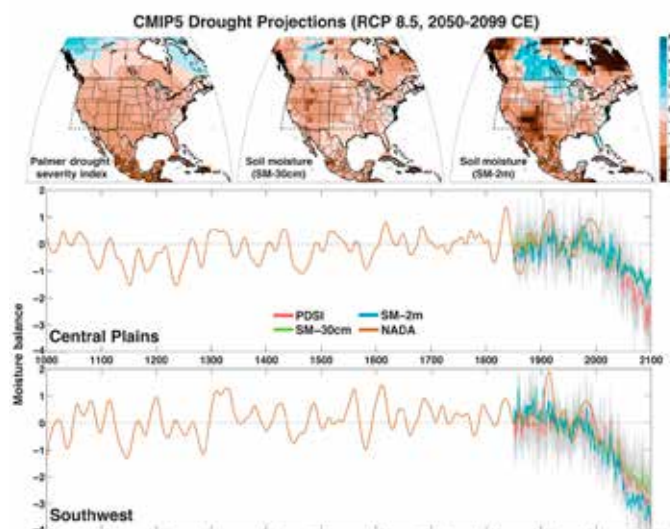 CMIP5 Drought Projections (RCP 8.5, 2050-2099 CE)
Palmer drought
severity index
Soil moisture
(SM-30cm)
Soil moisture
(SM-2m)
Moisture balance
2
1
0
-1
-2
-3
-4
PDSI
SM-2m
SM-30cm
NADA
Central Plains
1000 1100 1200 1300 1400 1500 1600 1700 1800 1900 2000 2100
2
1
0
-1
-2
-3
Southwest